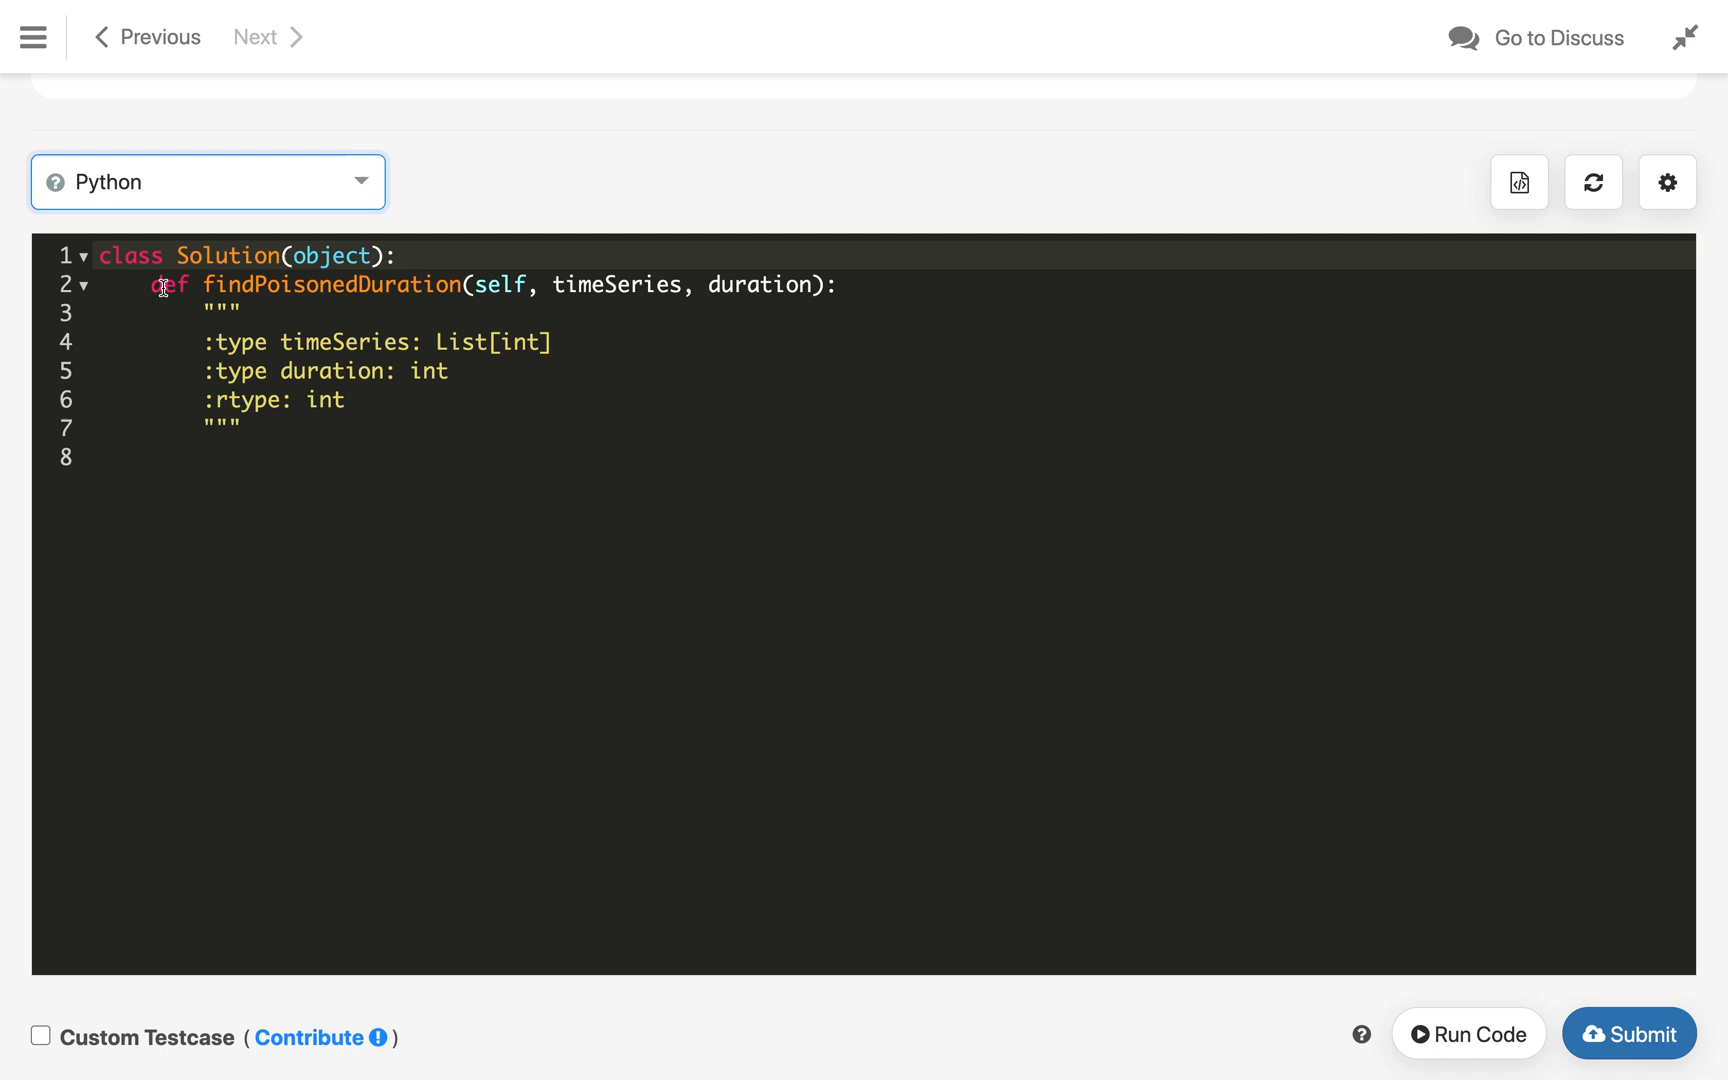 Previous Next Go to Discuss
Python
1 class Solution(object):
2 def findPoisonedDuration(self, timeSeries, duration):
3 """
4 :type timeSeries: List[int]
5 :type duration: int
6 :rtype: int
7 """
8
Custom Testcase ( Contribute ) Run Code Submit